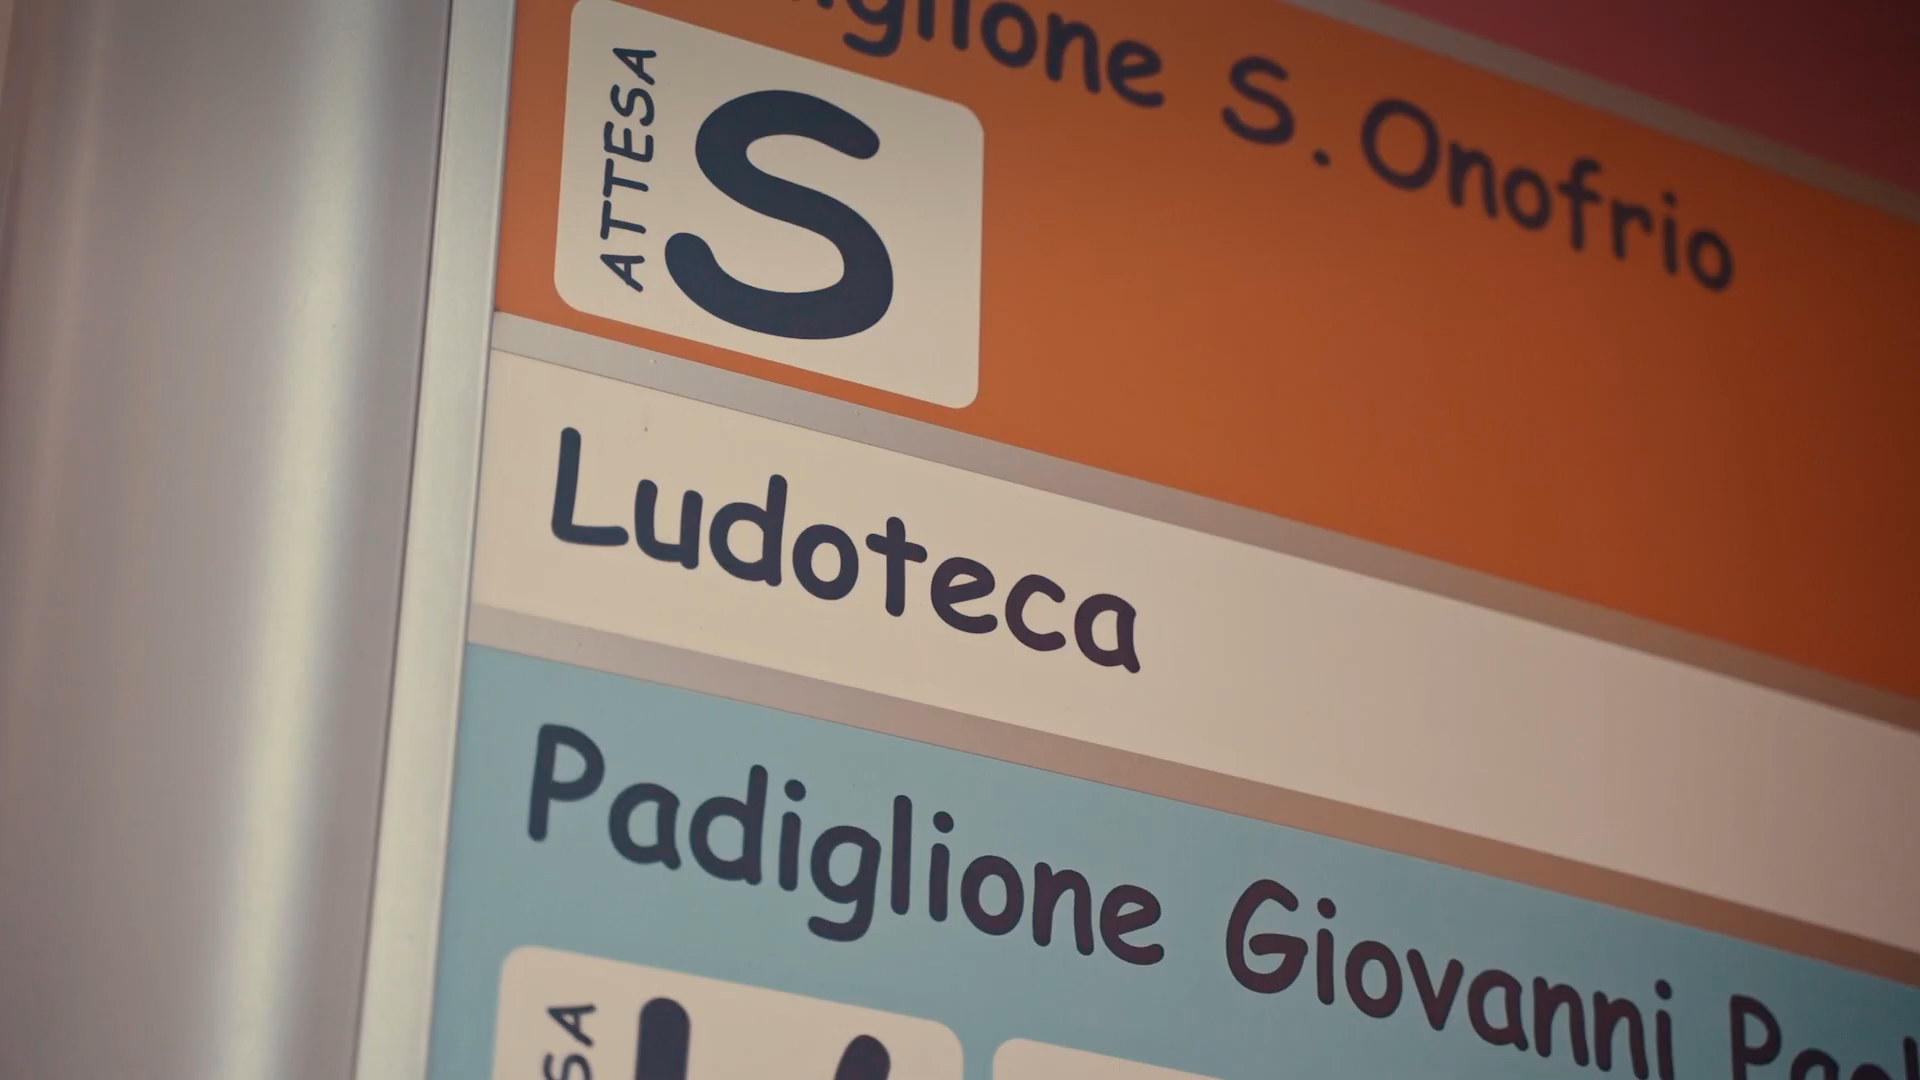 S. Onofrio
ATTESA
S
Ludoteca
Padiglione Giovanni